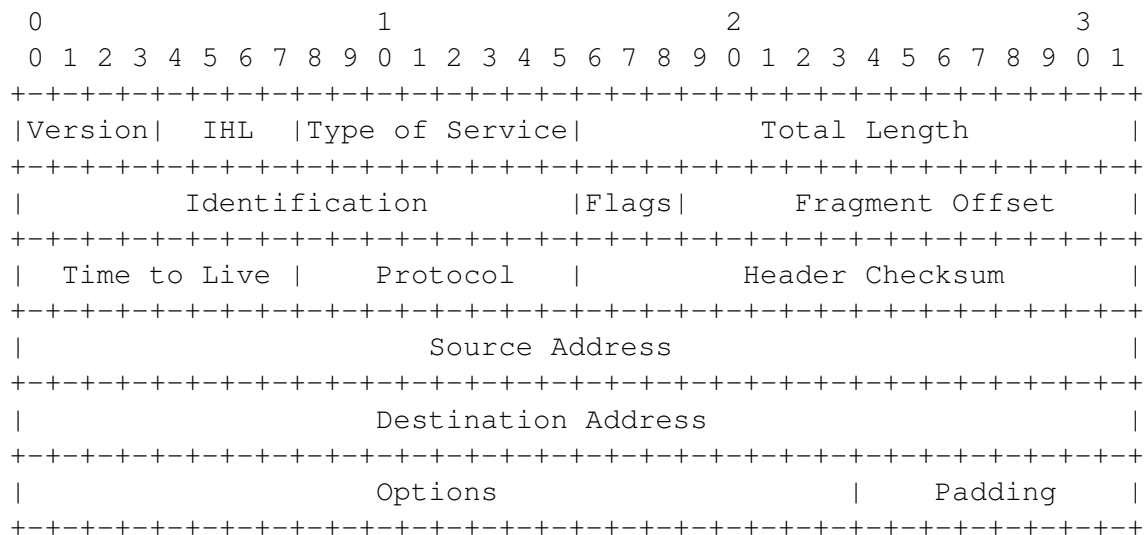 0                   1                   2                   3
 0 1 2 3 4 5 6 7 8 9 0 1 2 3 4 5 6 7 8 9 0 1 2 3 4 5 6 7 8 9 0 1
+-+-+-+-+-+-+-+-+-+-+-+-+-+-+-+-+-+-+-+-+-+-+-+-+-+-+-+-+-+-+-+-+
|Version|  IHL  |Type of Service|          Total Length         |
+-+-+-+-+-+-+-+-+-+-+-+-+-+-+-+-+-+-+-+-+-+-+-+-+-+-+-+-+-+-+-+-+
|         Identification        |Flags|      Fragment Offset    |
+-+-+-+-+-+-+-+-+-+-+-+-+-+-+-+-+-+-+-+-+-+-+-+-+-+-+-+-+-+-+-+-+
|  Time to Live |    Protocol   |         Header Checksum       |
+-+-+-+-+-+-+-+-+-+-+-+-+-+-+-+-+-+-+-+-+-+-+-+-+-+-+-+-+-+-+-+-+
|                       Source Address                          |
+-+-+-+-+-+-+-+-+-+-+-+-+-+-+-+-+-+-+-+-+-+-+-+-+-+-+-+-+-+-+-+-+
|                    Destination Address                        |
+-+-+-+-+-+-+-+-+-+-+-+-+-+-+-+-+-+-+-+-+-+-+-+-+-+-+-+-+-+-+-+-+
|                    Options                    |    Padding    |
+-+-+-+-+-+-+-+-+-+-+-+-+-+-+-+-+-+-+-+-+-+-+-+-+-+-+-+-+-+-+-+-+